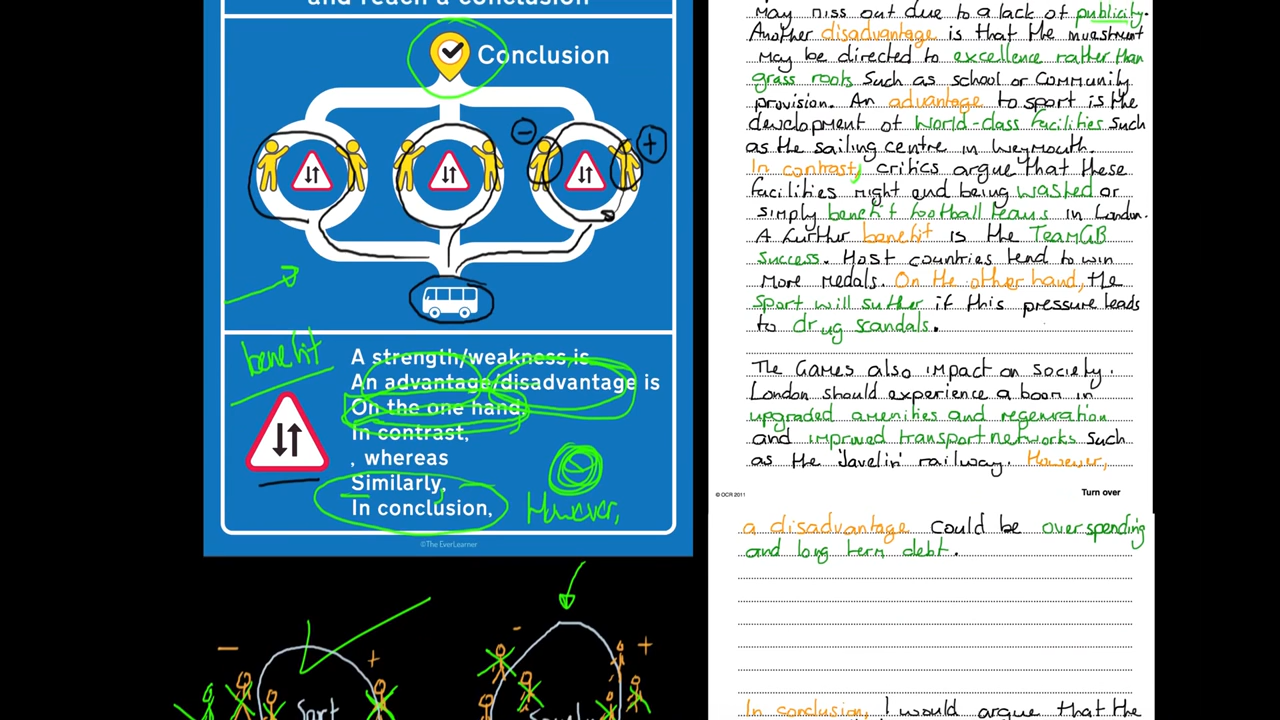 and reach a conclusion
Conclusion
benefit
A strength/weakness is
An advantage/disadvantage is
On the one hand,
In contrast,
, whereas
Similarly,
In conclusion,
However,
©The EverLearner
-
+
-
+
-
+
Sport
may miss out due to a lack of publicity.
Another disadvantage is that the investment
may be directed to excellence rather than
grass roots such as school or community
provision. An advantage to sport is the
development of world-class facilities such
as the sailing centre in Weymouth.
In contrast, critics argue that these
facilities might end being wasted or
simply benefit football teams in London.
A further benefit is the TeamGB
success. Host countries tend to win
more medals. On the other hand, the
sport will suffer if this pressure leads
to drug scandals.
The Games also impact on society.
London should experience a boom in
upgraded amenities and regenration
and improved transport networks such
as the 'Javelin' railway. However,
© OCR 2011
Turn over
a disadvantage could be overspending
and long term debt.
In conclusion, I would argue that the